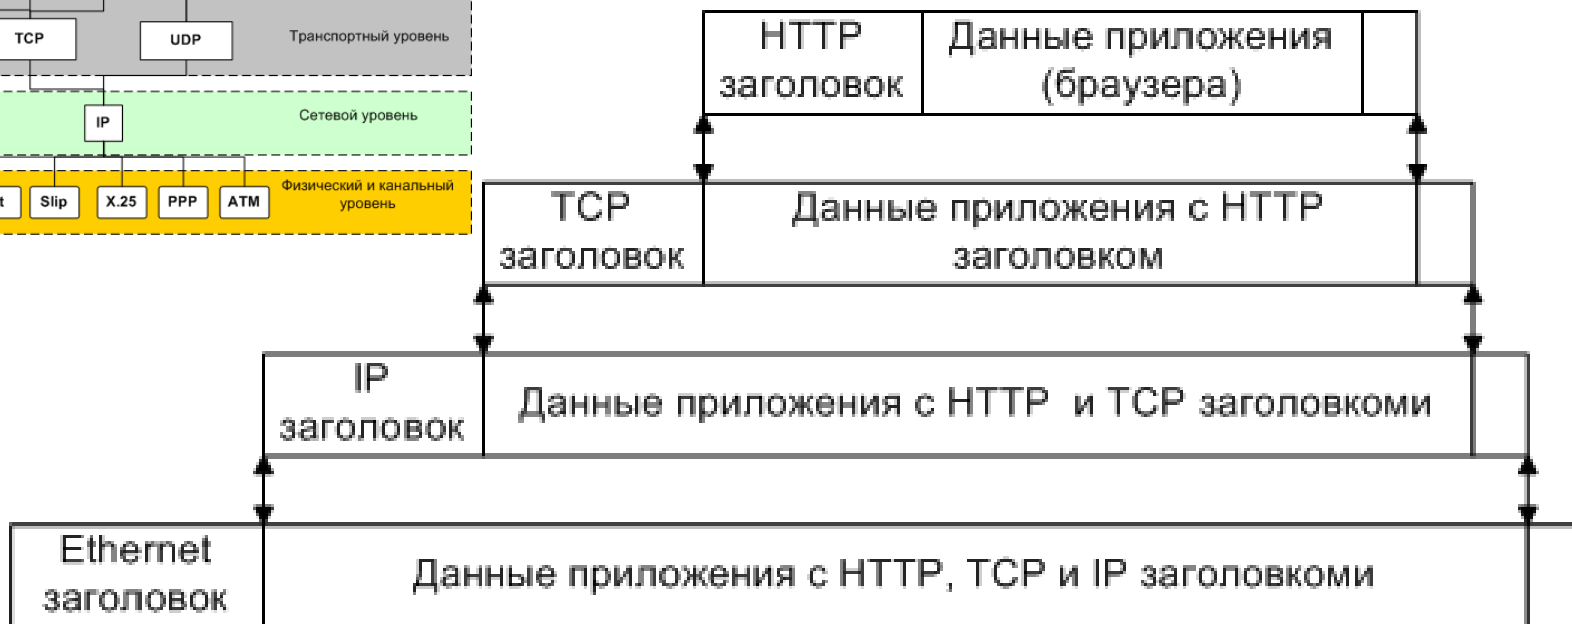 TCP
UDP
Транспортный уровень
IP
Сетевой уровень
t
Slip
X.25
PPP
ATM
Физический и канальный
уровень
HTTP
заголовок
Данные приложения
(браузера)
TCP
заголовок
Данные приложения с HTTP
заголовком
IP
заголовок
Данные приложения с HTTP и TCP заголовкоми
Ethernet
заголовок
Данные приложения с HTTP, TCP и IP заголовкоми